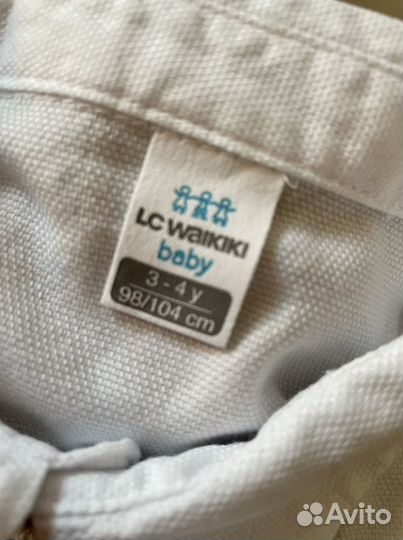 LC WAIKIKI
baby
3 - 4 y
98/104 cm
Avito